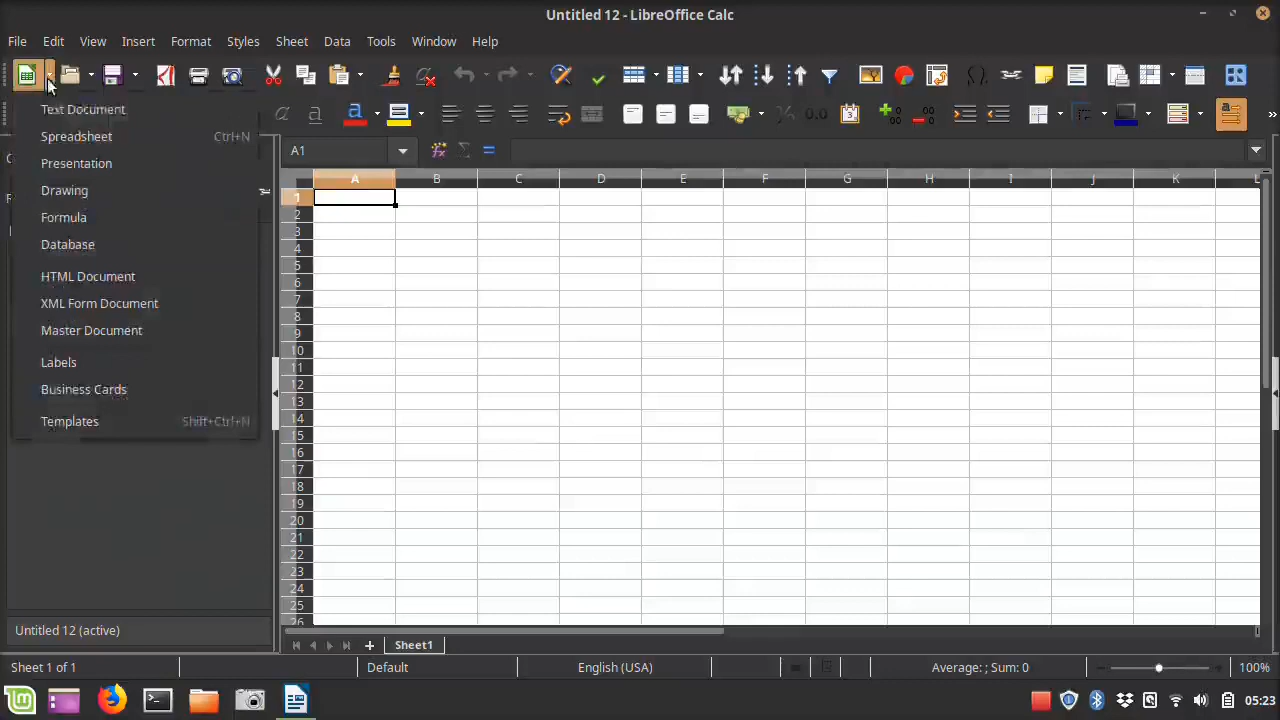 Untitled 12 - LibreOffice Calc
File Edit View Insert Format Styles Sheet Data Tools Window Help
Text Document
Spreadsheet Ctrl+N
Presentation
Drawing
Formula
Database
HTML Document
XML Form Document
Master Document
Labels
Business Cards
Templates Shift+Ctrl+N
a a a 0.0
A1
A B C D E F G H I J K L
1
2
3
4
5
6
7
8
9
10
11
12
13
14
15
16
17
18
19
20
21
22
23
24
25
26
Untitled 12 (active)
Sheet1
Sheet 1 of 1 Default English (USA) Average: ; Sum: 0 100%
05:23